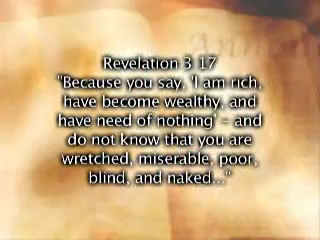 Revelation 3 17
"Because you say, 'I am rich,
have become wealthy, and
have need of nothing' - and
do not know that you are
wretched, miserable, poor,
blind, and naked..."